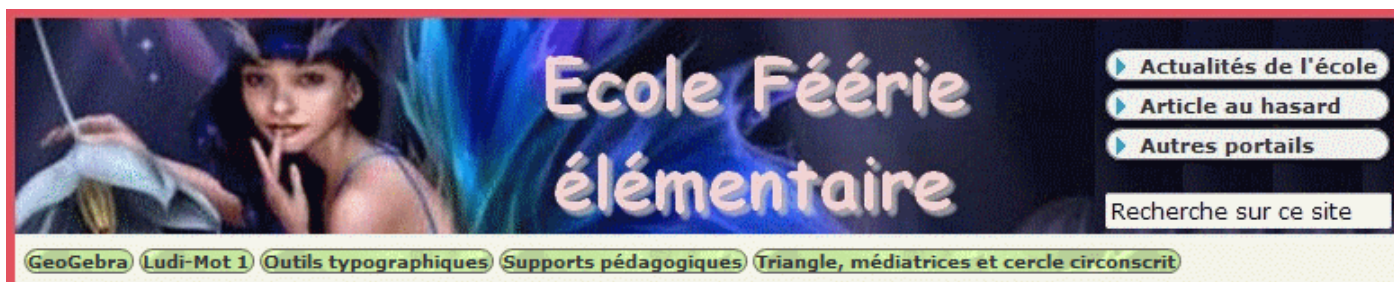 Ecole Féérie
élémentaire
Actualités de l'école
Article au hasard
Autres portails
Recherche sur ce site
GeoGebra Ludi-Mot 1 Outils typographiques Supports pédagogiques Triangle, médiatrices et cercle circonscrit